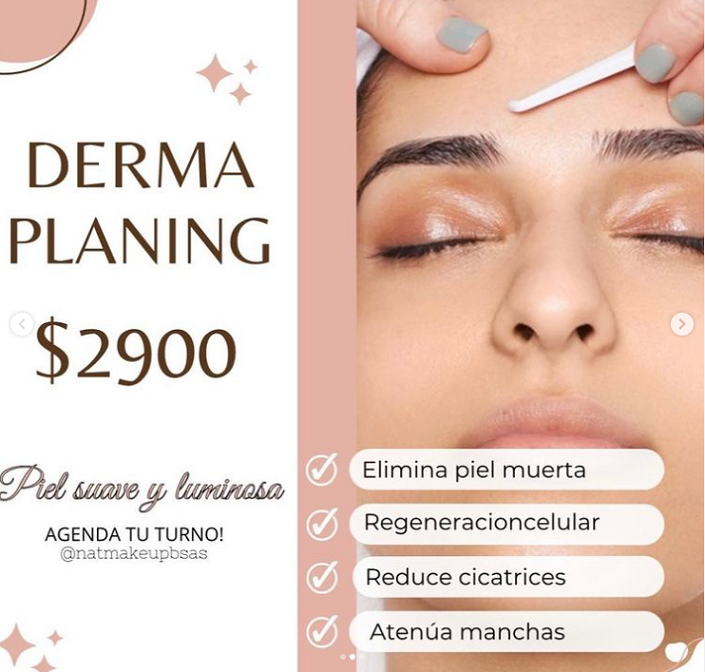 DERMA
PLANING
$2900
Piel suave y luminosa
AGENDA TU TURNO!
@natmakeupbsas
Elimina piel muerta
Regeneracioncelular
Reduce cicatrices
Atenúa manchas